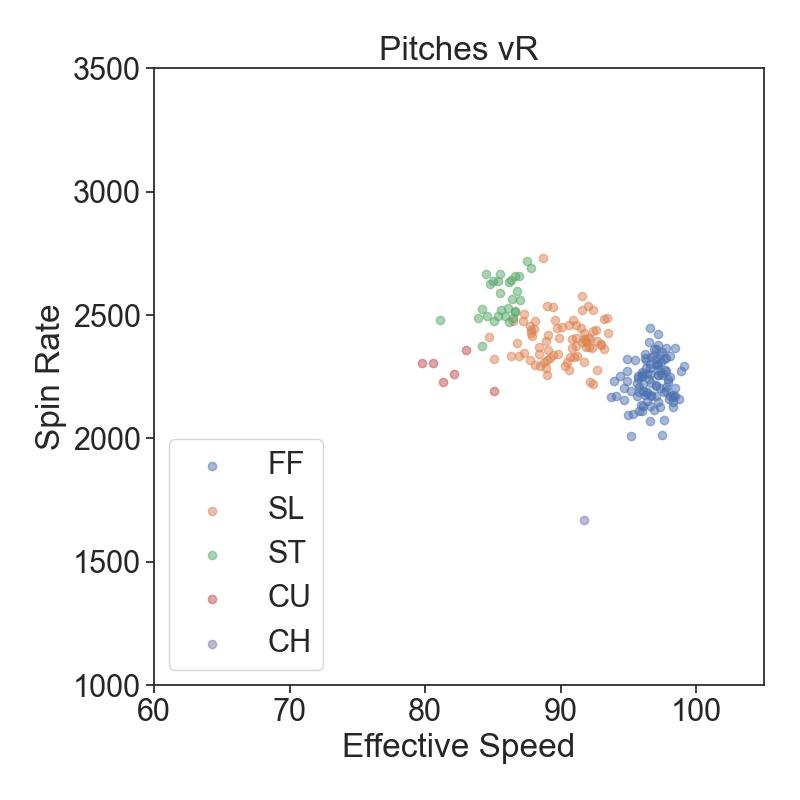 Pitches vR
3500
3000
2500
2000
1500
1000
Spin Rate
FF
SL
ST
CU
CH
60 70 80 90 100
Effective Speed